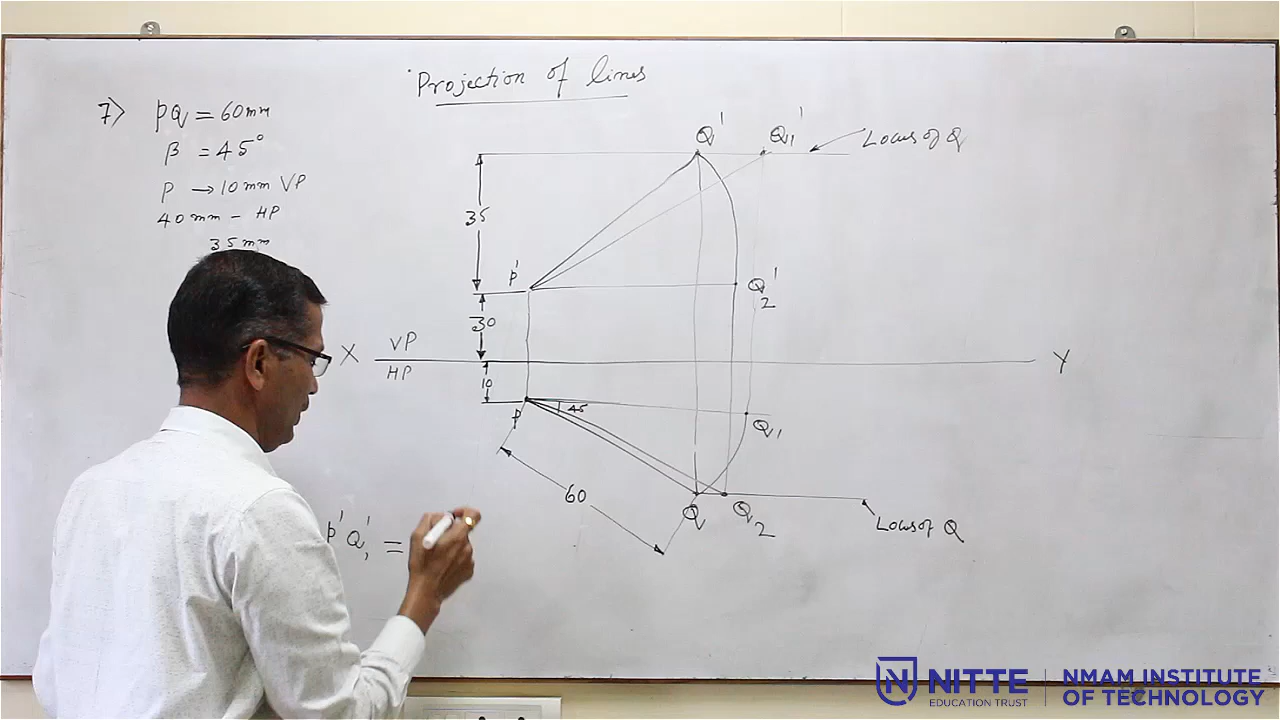 Projection of lines
7) PQ = 60mm
β = 45°
P → 10mm VP
40mm - HP
35mm
Q' Q1' Locus of Q
35
P'
Q2'
30
X VP Y
HP
10
P 45
Q1
60
Q Q2
Locus of Q
P'Q1' =
NITTE
EDUCATION TRUST
NMAM INSTITUTE
OF TECHNOLOGY